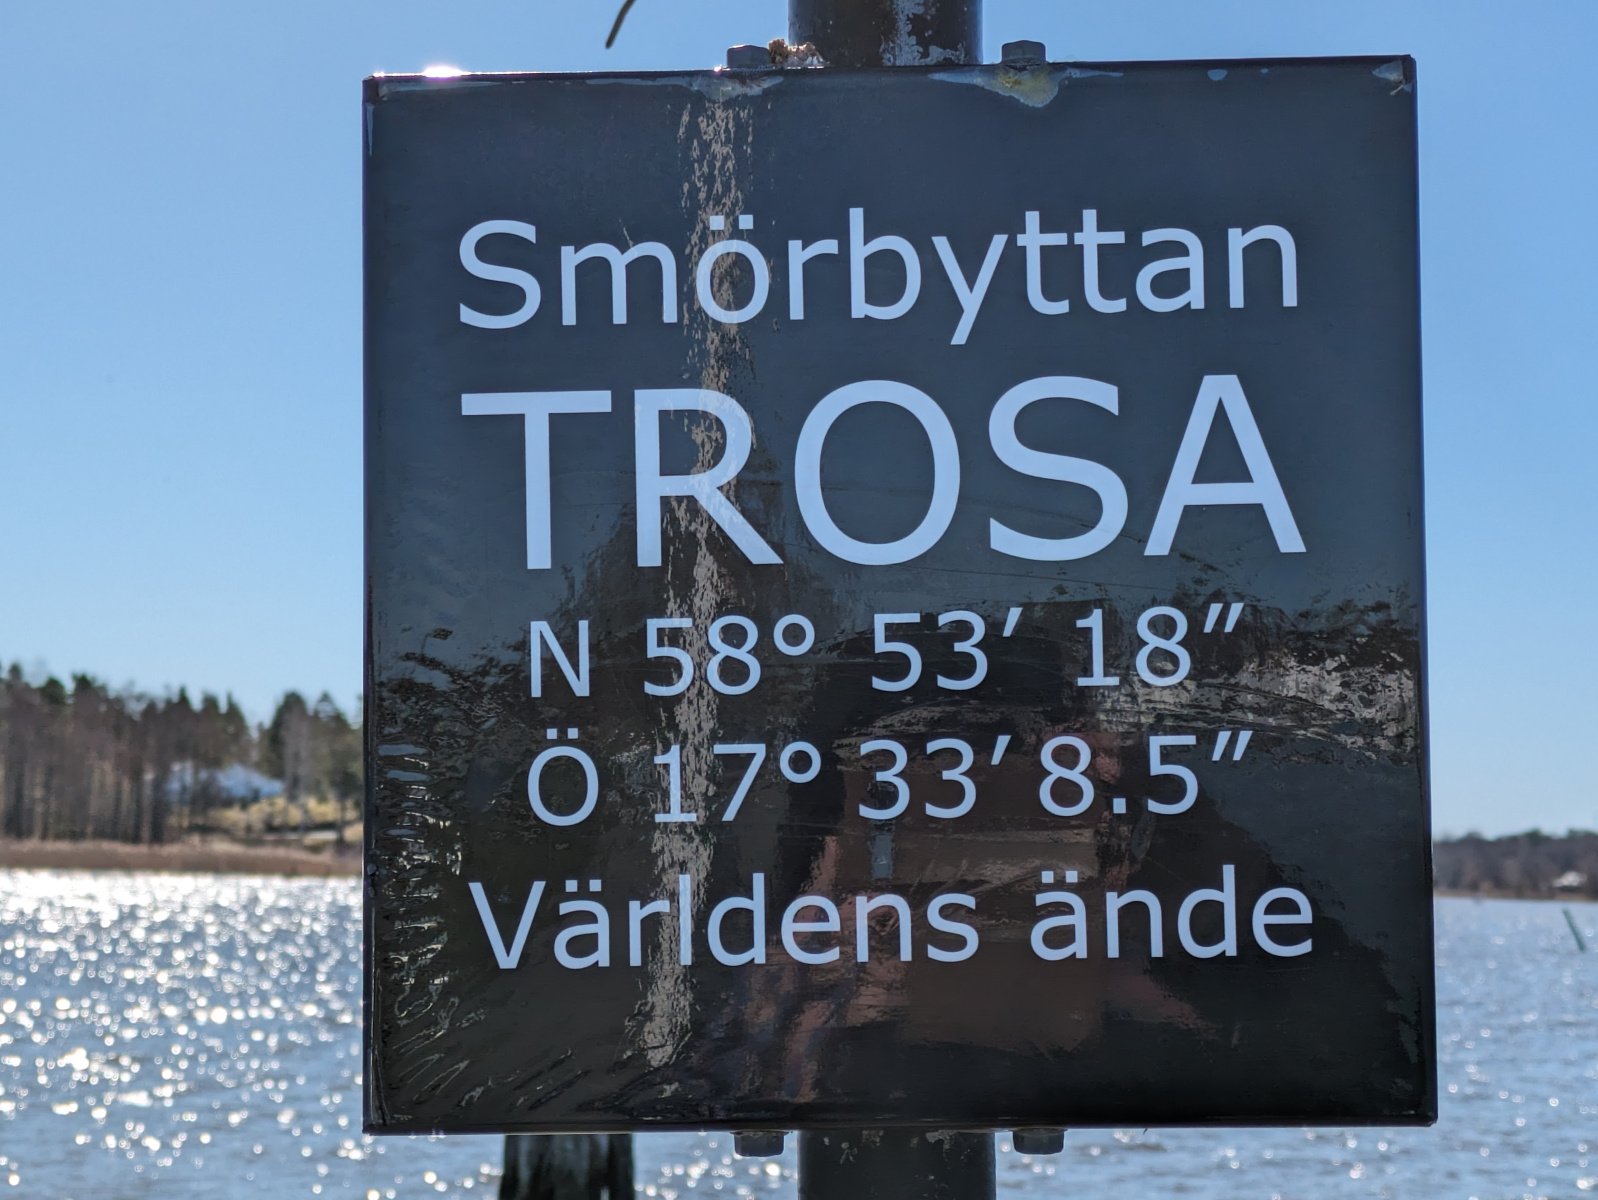 Smörbyttan
TROSA
N 58° 53′ 18″
Ö 17° 33′ 8.5″
Världens ände